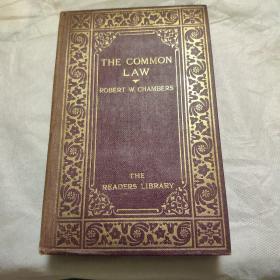 THE COMMON
LAW
ROBERT W. CHAMBERS
THE
READERS LIBRARY